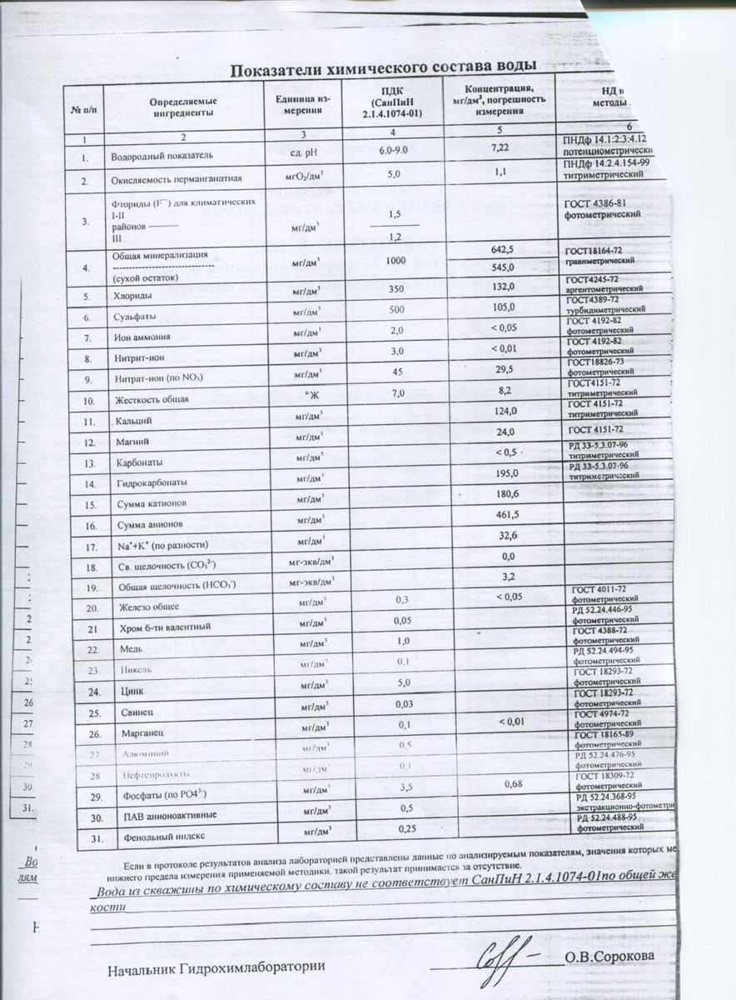 Показатели химического состава воды
№ п/п Определяемые ингредиенты Единица из-мерения ПДК (СанПиН 2.1.4.1074-01) Концентрация, мг/дм³, погрешность измерения НД методы
1 2 3 4 5 6
1. Водородный показатель ед. рН 6.0-9.0 7,22 ПНДф 14.1:2:3:4.12 потенциометрически
2. Окисляемость перманганатная мгО₂/дм³ 5,0 1,1 ПНДф 14.2.4.154-99 титриметрический
3. Фториды (F⁻) для климатических I-II районов ——— III мг/дм³ 1,5 1,2 ГОСТ 4386-81 фотометрический
4. Общая минерализация (сухой остаток) мг/дм³ 1000 642,5 545,0 ГОСТ18164-72 гравиметрический
5. Хлориды мг/дм³ 350 132,0 ГОСТ4245-72 аргентометрический
6. Сульфаты мг/дм³ 500 105,0 ГОСТ4389-72 турбидиметрический
7. Ион аммония мг/дм³ 2,0 < 0,05 ГОСТ 4192-82 фотометрический
8. Нитрит-ион мг/дм³ 3,0 < 0,01 ГОСТ 4192-82 фотометрический
9. Нитрат-ион (по NO₃) мг/дм³ 45 29,5 ГОСТ18826-73 фотометрический
10. Жесткость общая °Ж 7,0 8,2 ГОСТ4151-72 титриметрический
11. Кальций мг/дм³ 124,0 ГОСТ 4151-72 титриметрический
12. Магний мг/дм³ 24,0 ГОСТ 4151-72
13. Карбонаты мг/дм³ < 0,5 РД 33-5.3.07-96 титриметрический
14. Гидрокарбонаты мг/дм³ 195,0 РД 33-5.3.07-96 титриметрический
15. Сумма катионов мг/дм³ 180,6
16. Сумма анионов мг/дм³ 461,5
17. Na⁺+K⁺ (по разности) мг/дм³ 32,6
18. Св. щелочность (CO₃²⁻) мг-экв/дм³ 0,0
19. Общая щелочность (HCO₃⁻) мг-экв/дм³ 3,2
20. Железо общее мг/дм³ 0,3 < 0,05 ГОСТ 4011-72 фотометрический
21 Хром 6-ти валентный мг/дм³ 0,05 РД 52.24.446-95 фотометрический
22. Медь мг/дм³ 1,0 ГОСТ 4388-72 фотометрический
23. Никель мг/дм³ 0,1 РД 52.24.494-95 фотометрический
24. Цинк мг/дм³ 5,0 ГОСТ 18293-72 фотометрический
25. Свинец мг/дм³ 0,03 ГОСТ 18293-72 фотометрический
26. Марганец мг/дм³ 0,1 < 0,01 ГОСТ 4974-72 фотометрический
27 Алюминий мг/дм³ 0,5 ГОСТ 18165-89 фотометрический
28 Нефтепродукты мг/дм³ 0,1 РД 52.24.476-95 фотометрический
29. Фосфаты (по РО4³⁻) мг/дм³ 3,5 0,68 ГОСТ 18309-72 фотометрический
30. ПАВ анионоактивные мг/дм³ 0,5 РД 52.24.368-95 экстракционно-фотометри
31. Фенольный индекс мг/дм³ 0,25 РД 52.24.488-95 фотометрический
Если в протоколе результатов анализа лабораторией представлены данные по анализируемым показателям, значения которых ме
нижнего предела измерения применяемой методики, такой результат принимается за отсутствие.
Вода из скважины по химическому составу не соответствует СанПиН 2.1.4.1074-01по общей же
кости
Начальник Гидрохимлаборатории О.В.Сорокова
26
27
28
30.
31.
Во
лям